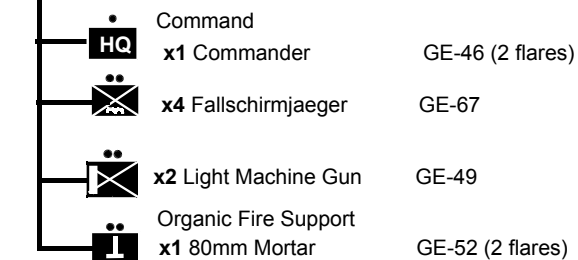 Command
HQ x1 Commander GE-46 (2 flares)
x4 Fallschirmjaeger GE-67
x2 Light Machine Gun GE-49
Organic Fire Support
x1 80mm Mortar GE-52 (2 flares)